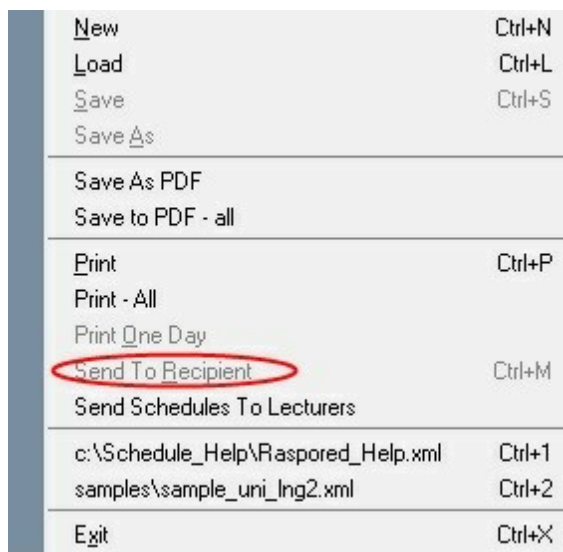 New Ctrl+N
Load Ctrl+L
Save Ctrl+S
Save As
Save As PDF
Save to PDF - all
Print Ctrl+P
Print - All
Print One Day
Send To Recipient Ctrl+M
Send Schedules To Lecturers
c:\Schedule_Help\Raspored_Help.xml Ctrl+1
samples\sample_uni_lng2.xml Ctrl+2
Exit Ctrl+X